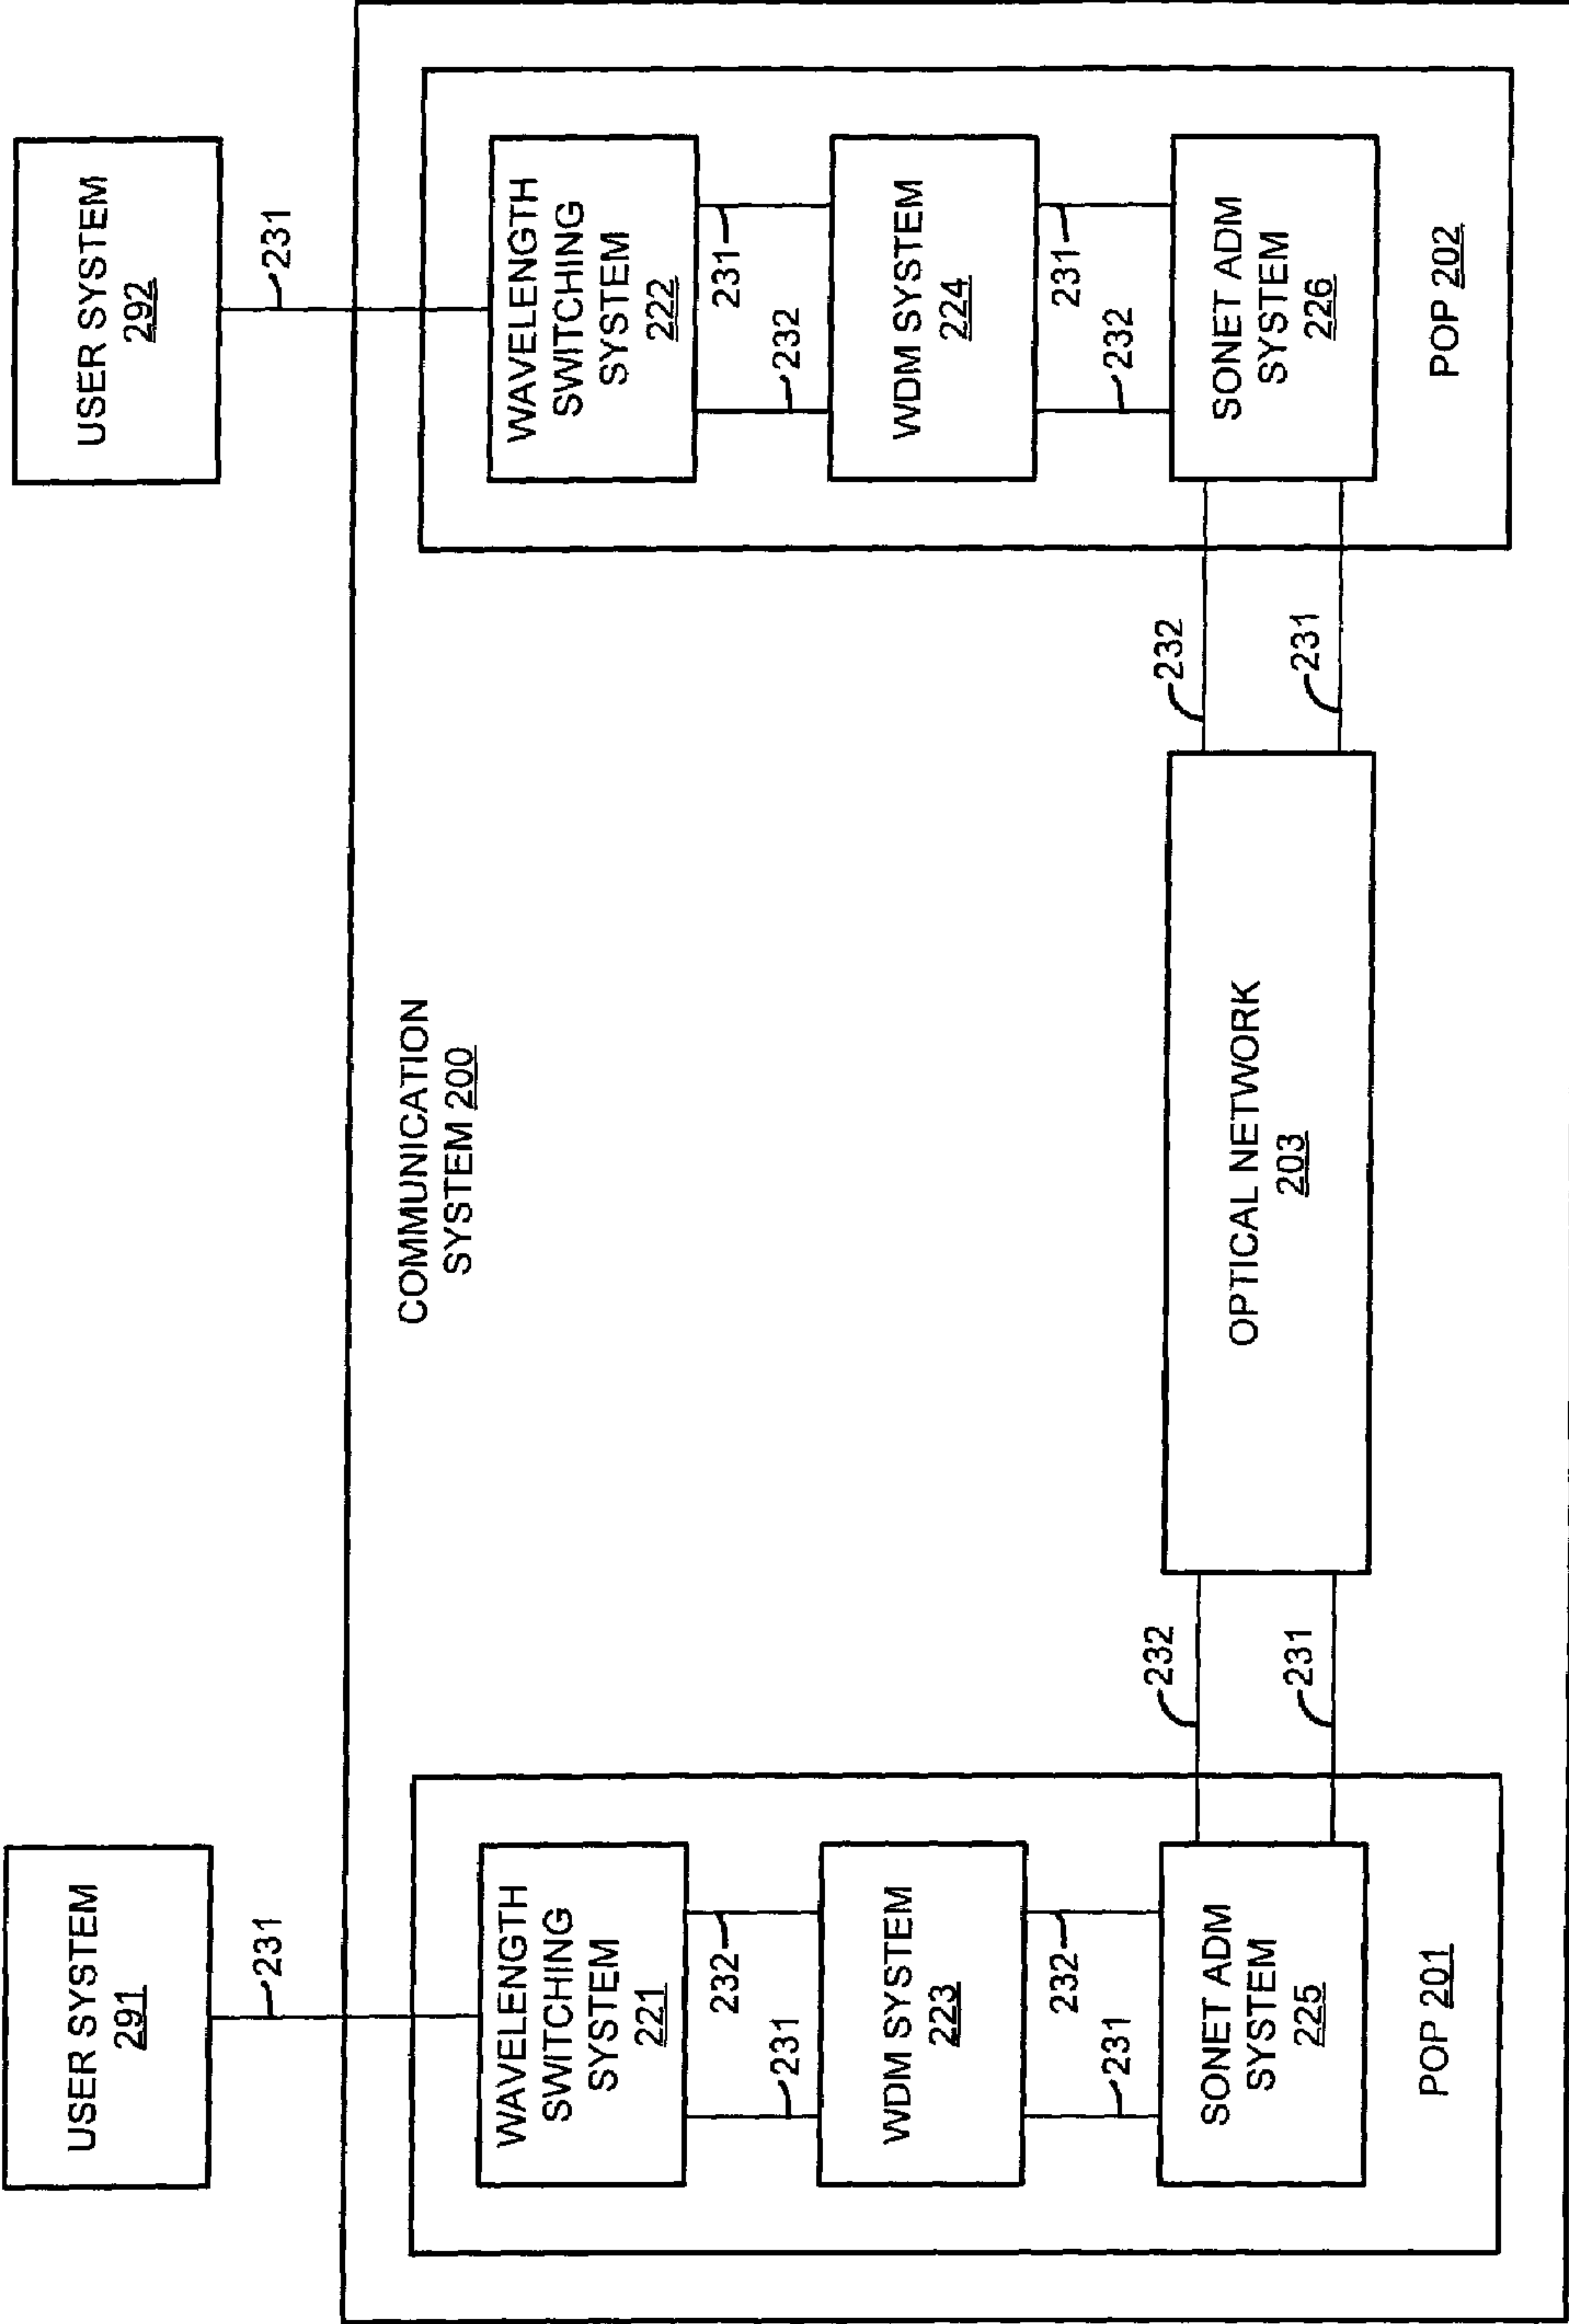 USER SYSTEM
291
231
USER SYSTEM
292
231
COMMUNICATION
SYSTEM 200
WAVELENGTH
SWITCHING
SYSTEM
221
231
232
WDM SYSTEM
223
231
232
SONET ADM
SYSTEM
225
POP 201
232
231
OPTICAL NETWORK
203
232
231
WAVELENGTH
SWITCHING
SYSTEM
222
232
231
WDM SYSTEM
224
232
231
SONET ADM
SYSTEM
226
POP 202